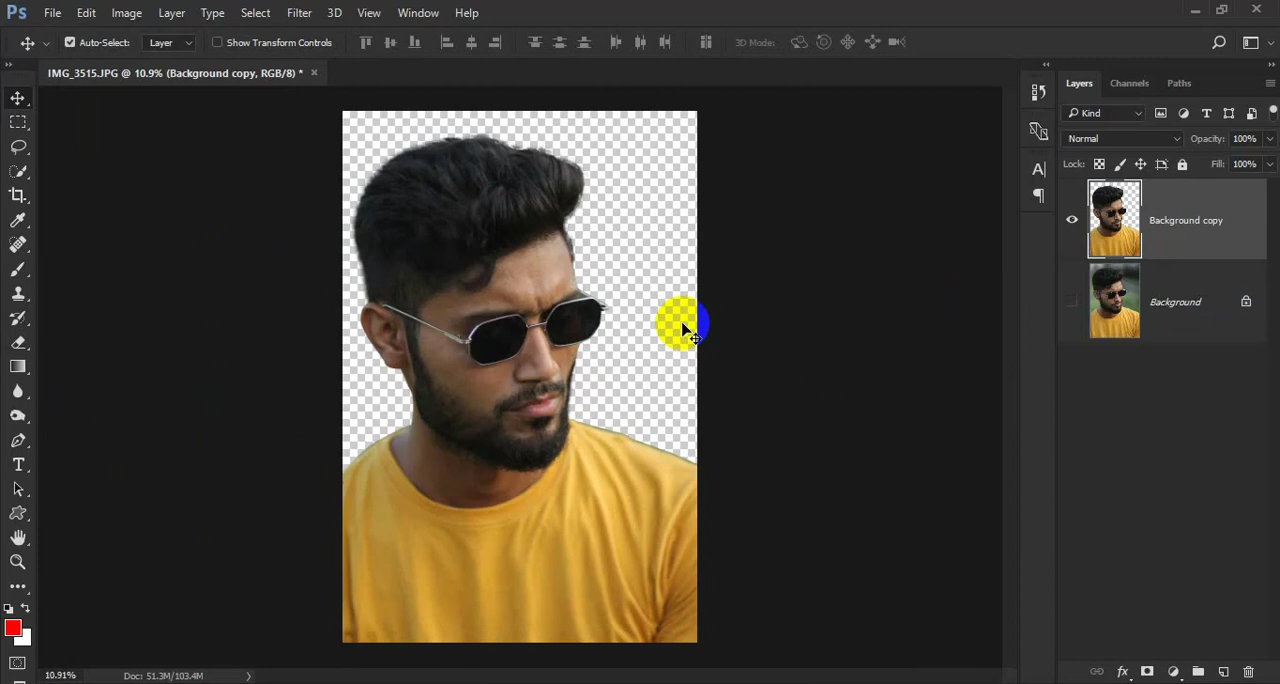 Ps File Edit Image Layer Type Select Filter 3D View Window Help
Auto-Select: Layer Show Transform Controls 3D Mode:
IMG_3515.JPG @ 10.9% (Background copy, RGB/8) * ×
Layers Channels Paths
Kind
Normal Opacity: 100%
Lock: Fill: 100%
Background copy
Background
10.91% Doc: 51.3M/103.4M